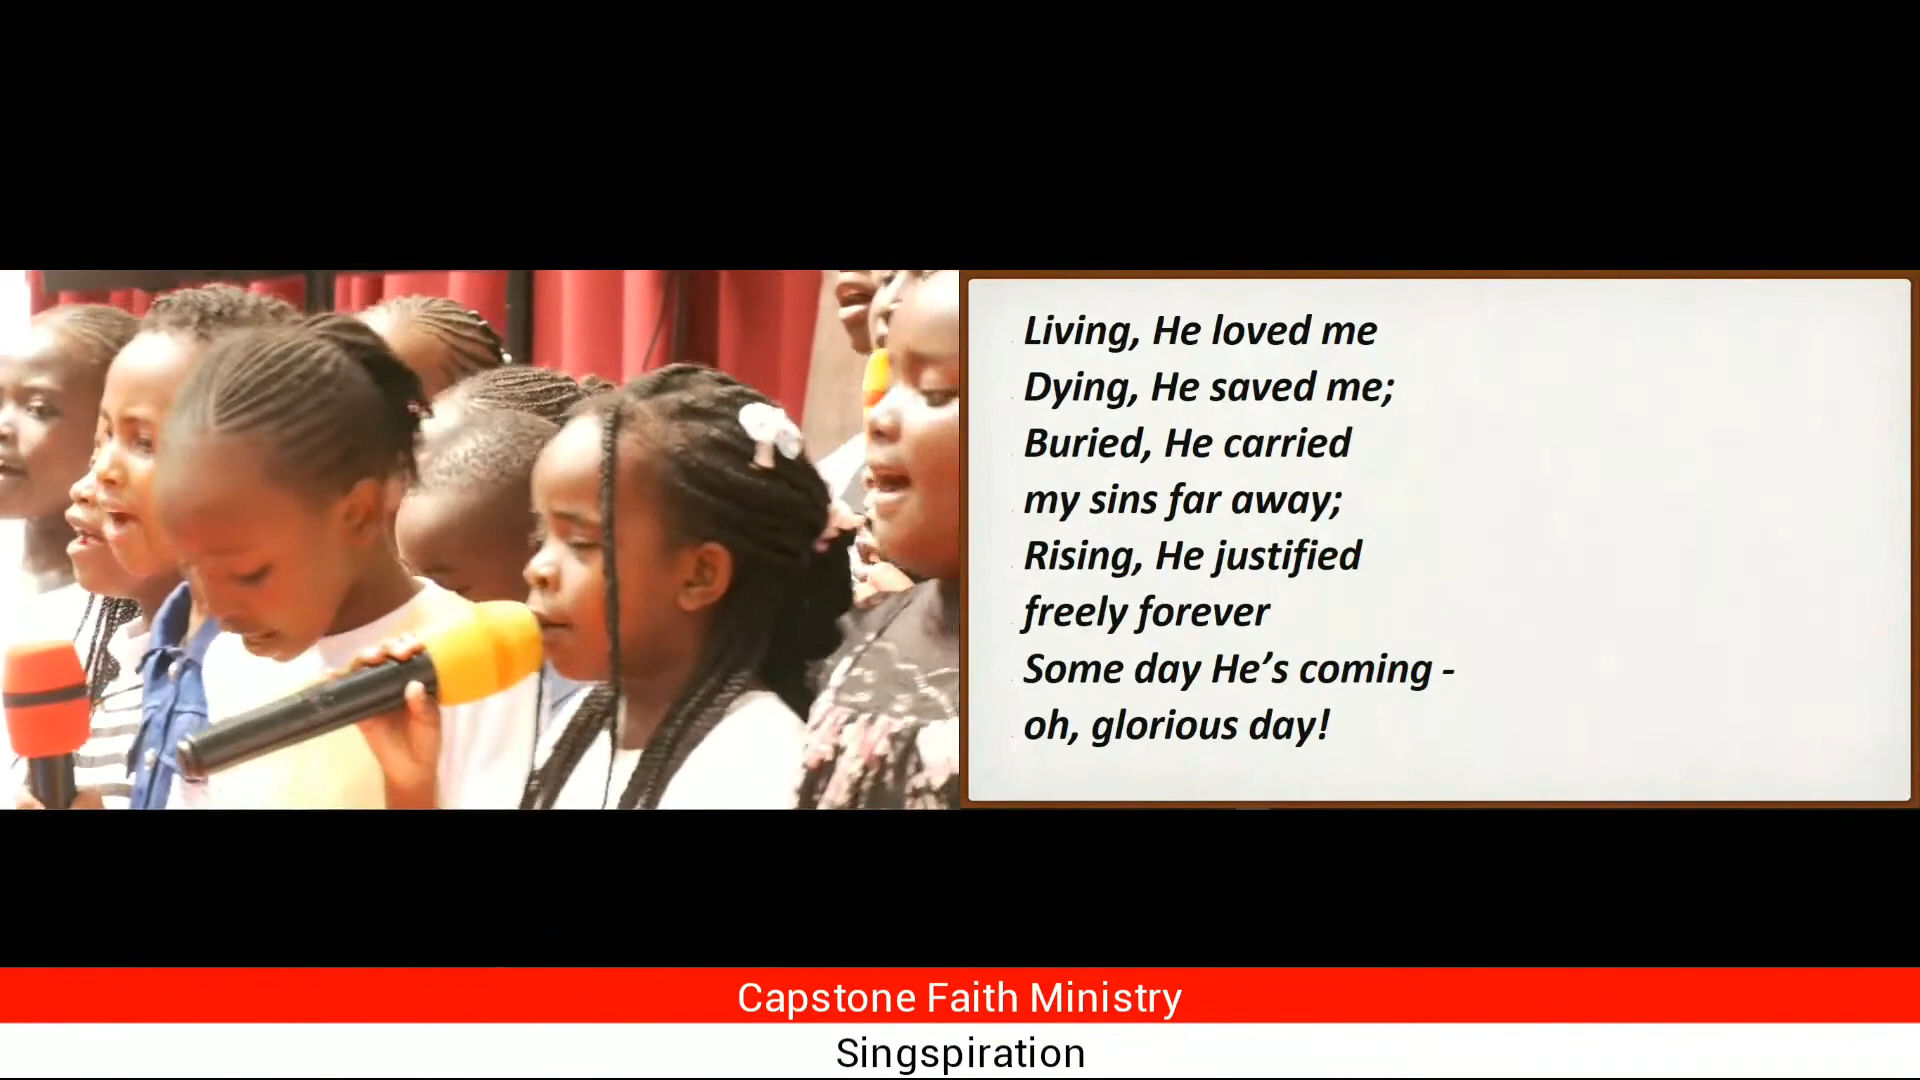 Living, He loved me
Dying, He saved me;
Buried, He carried
my sins far away;
Rising, He justified
freely forever
Some day He’s coming -
oh, glorious day!
Capstone Faith Ministry
Singspiration